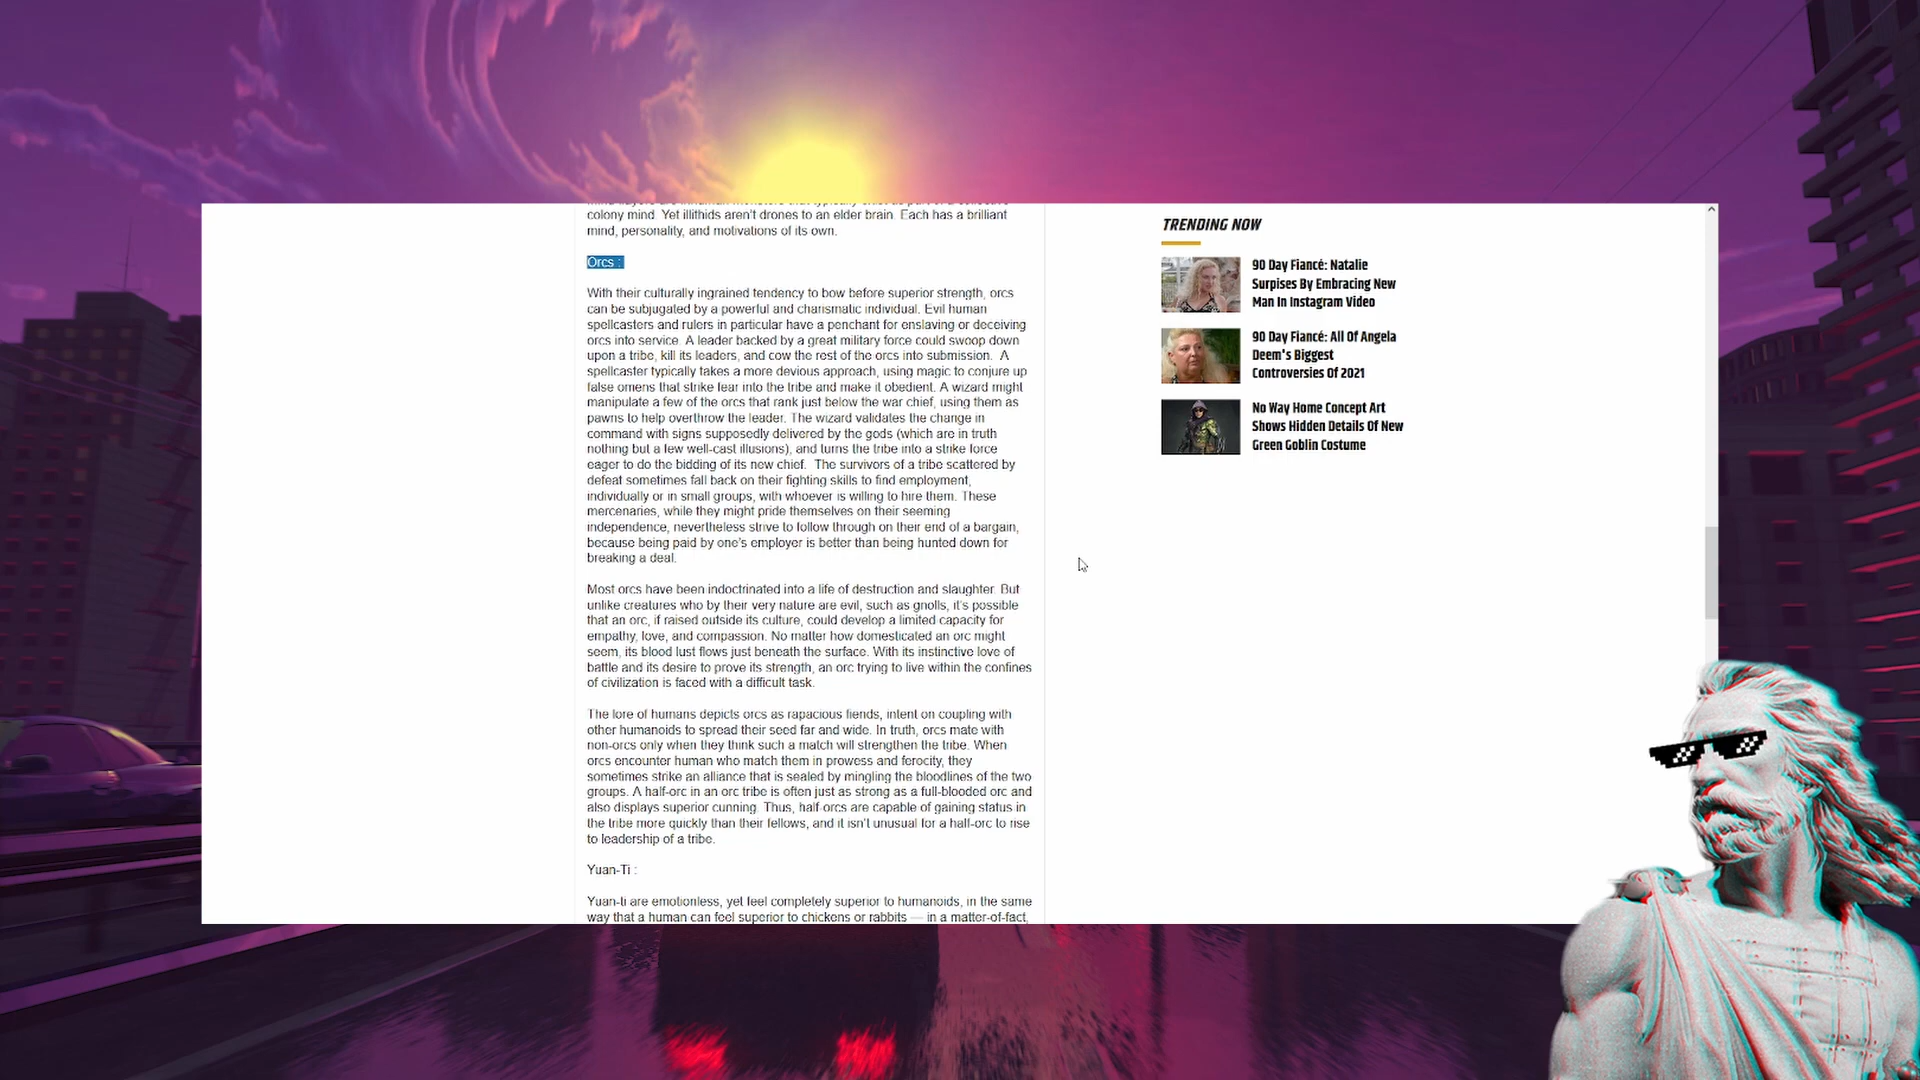 colony mind. Yet illithids aren't drones to an elder brain. Each has a brilliant
mind, personality, and motivations of its own.
Orcs :
With their culturally ingrained tendency to bow before superior strength, orcs
can be subjugated by a powerful and charismatic individual. Evil human
spellcasters and rulers in particular have a penchant for enslaving or deceiving
orcs into service. A leader backed by a great military force could swoop down
upon a tribe, kill its leaders, and cow the rest of the orcs into submission.  A
spellcaster typically takes a more devious approach, using magic to conjure up
false omens that strike fear into the tribe and make it obedient. A wizard might
manipulate a few of the orcs that rank just below the war chief, using them as
pawns to help overthrow the leader. The wizard validates the change in
command with signs supposedly delivered by the gods (which are in truth
nothing but a few well-cast illusions), and turns the tribe into a strike force
eager to do the bidding of its new chief.  The survivors of a tribe scattered by
defeat sometimes fall back on their fighting skills to find employment,
individually or in small groups, with whoever is willing to hire them. These
mercenaries, while they might pride themselves on their seeming
independence, nevertheless strive to follow through on their end of a bargain,
because being paid by one's employer is better than being hunted down for
breaking a deal.
Most orcs have been indoctrinated into a life of destruction and slaughter. But
unlike creatures who by their very nature are evil, such as gnolls, it's possible
that an orc, if raised outside its culture, could develop a limited capacity for
empathy, love, and compassion. No matter how domesticated an orc might
seem, its blood lust flows just beneath the surface. With its instinctive love of
battle and its desire to prove its strength, an orc trying to live within the confines
of civilization is faced with a difficult task.
The lore of humans depicts orcs as rapacious fiends, intent on coupling with
other humanoids to spread their seed far and wide. In truth, orcs mate with
non-orcs only when they think such a match will strengthen the tribe. When
orcs encounter human who match them in prowess and ferocity, they
sometimes strike an alliance that is sealed by mingling the bloodlines of the two
groups. A half-orc in an orc tribe is often just as strong as a full-blooded orc and
also displays superior cunning. Thus, half-orcs are capable of gaining status in
the tribe more quickly than their fellows, and it isn't unusual for a half-orc to rise
to leadership of a tribe.
Yuan-Ti :
Yuan-ti are emotionless, yet feel completely superior to humanoids, in the same
way that a human can feel superior to chickens or rabbits — in a matter-of-fact,
TRENDING NOW
90 Day Fiancé: Natalie
Surpises By Embracing New
Man In Instagram Video
90 Day Fiancé: All Of Angela
Deem's Biggest
Controversies Of 2021
No Way Home Concept Art
Shows Hidden Details Of New
Green Goblin Costume